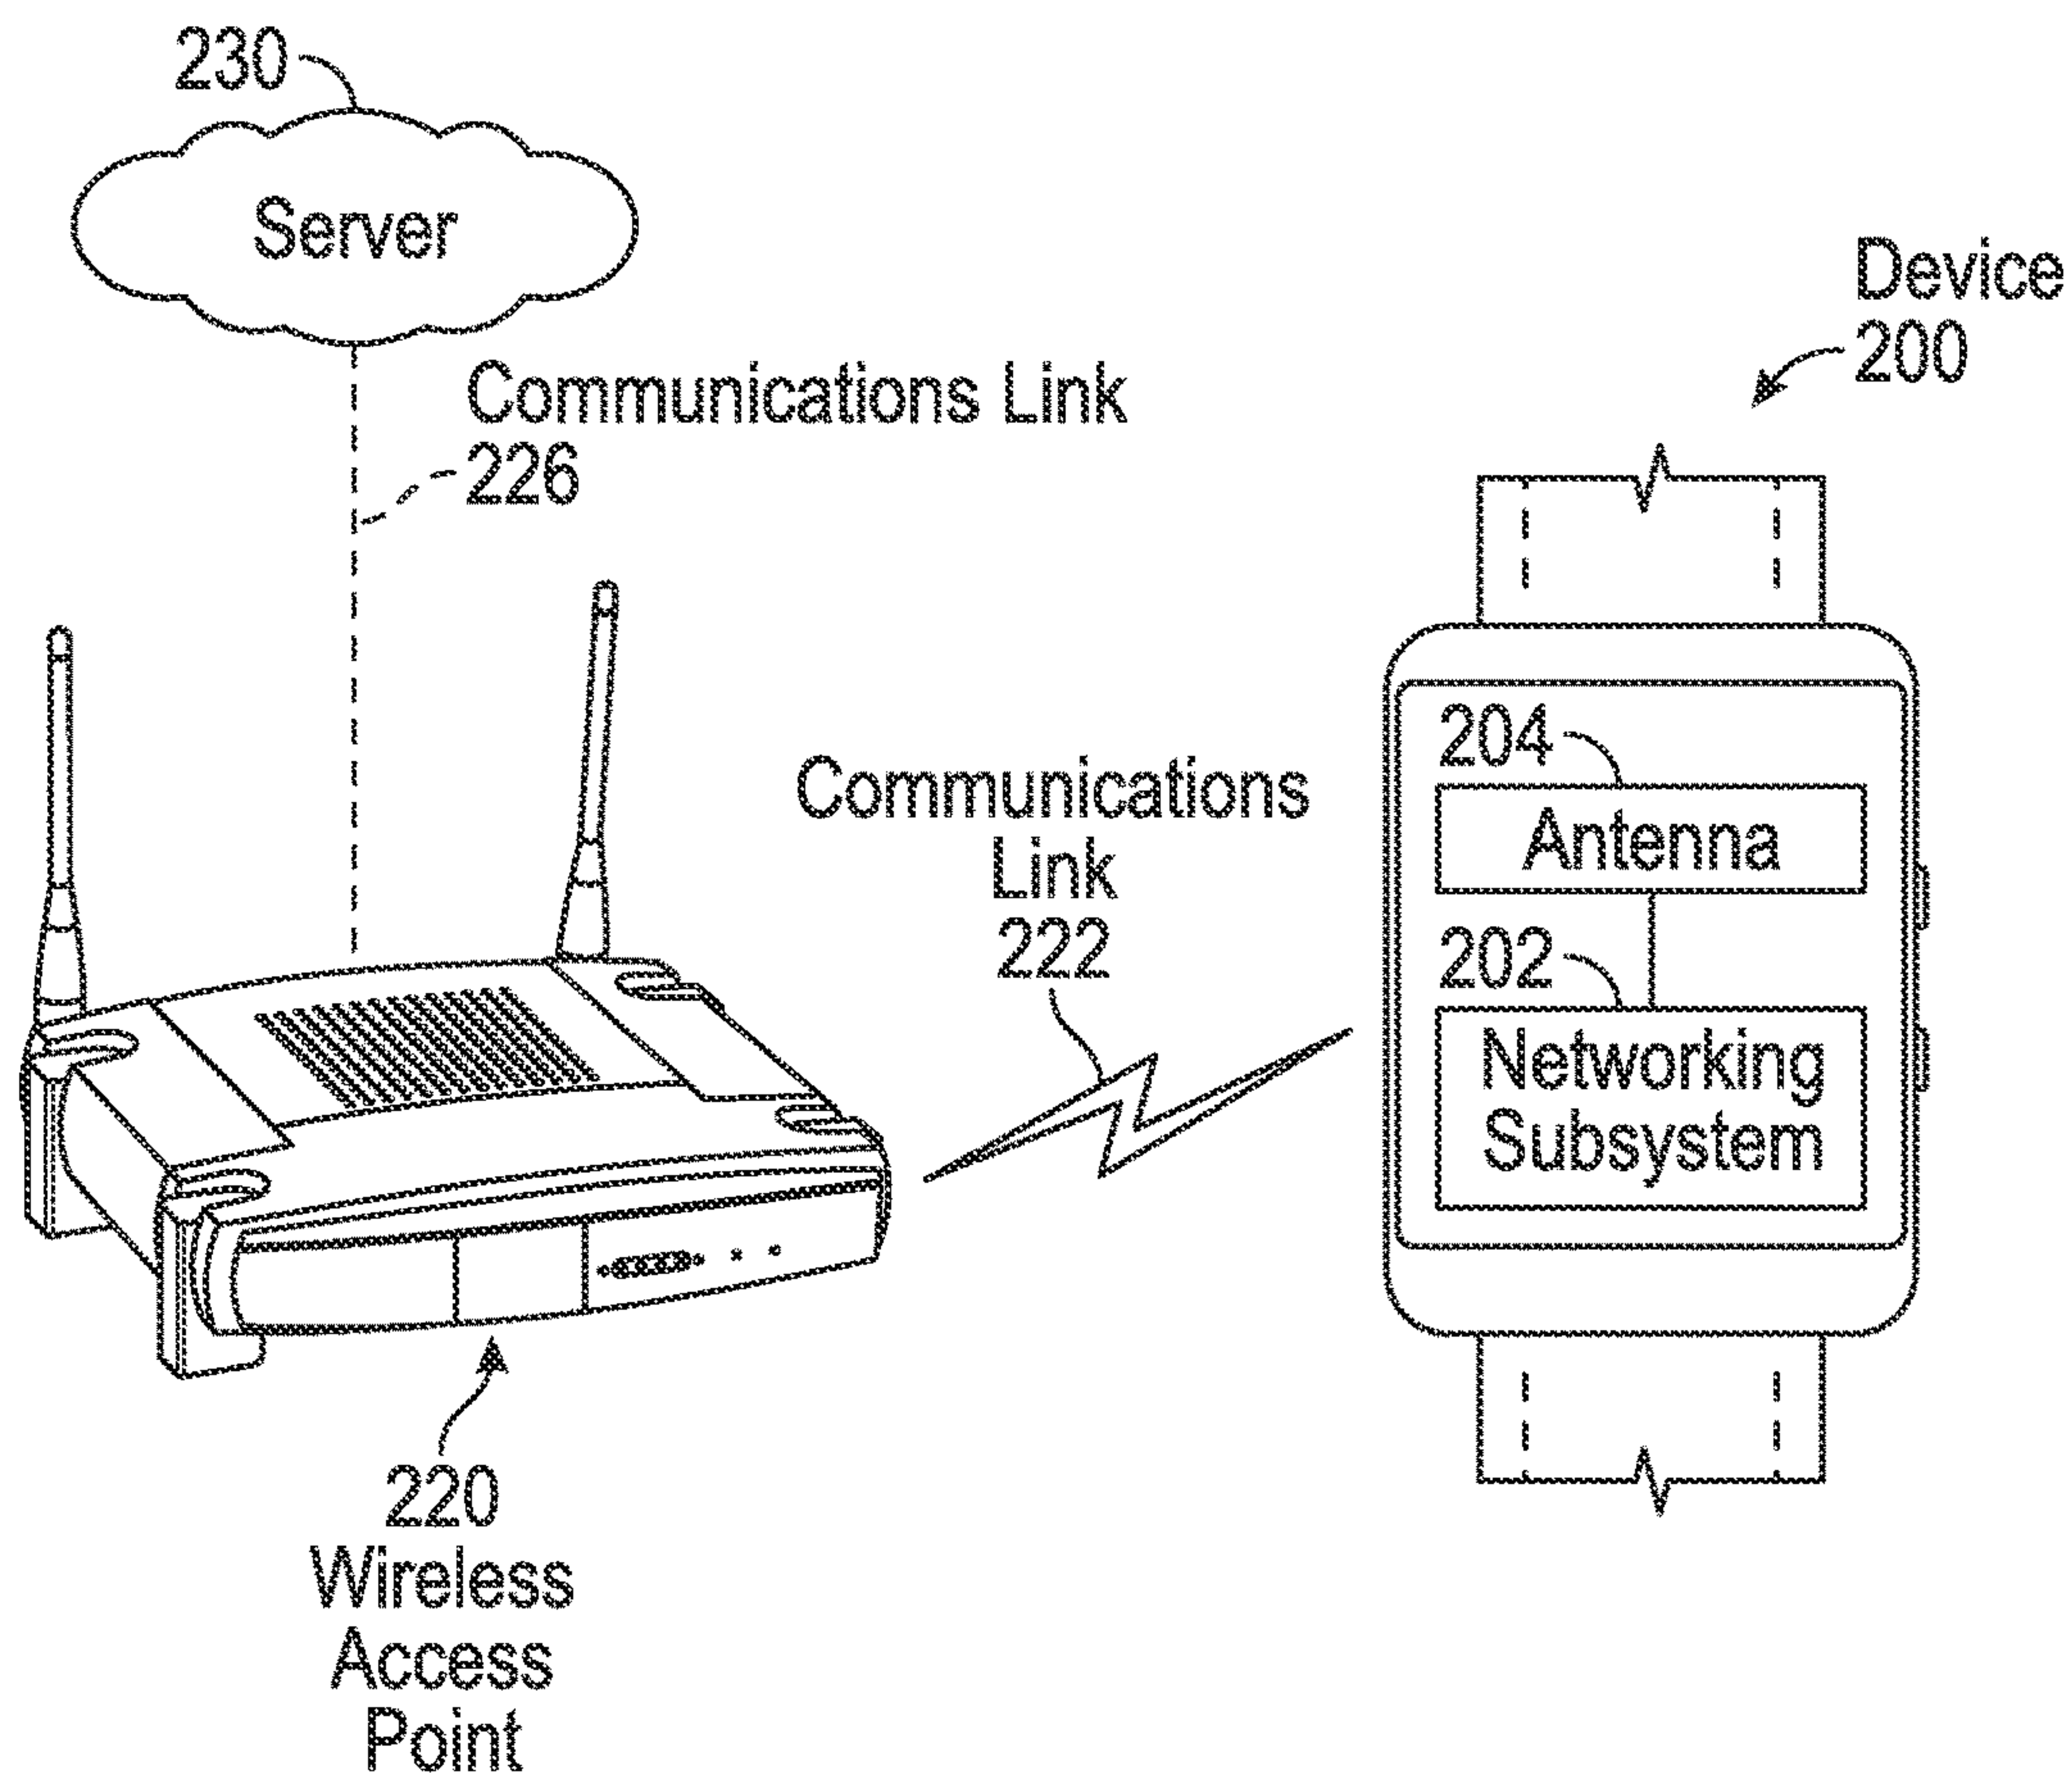 230
Server
Device
200
Communications Link
226
204
Antenna
Communications
Link
222
202
Networking
Subsystem
220
Wireless
Access
Point